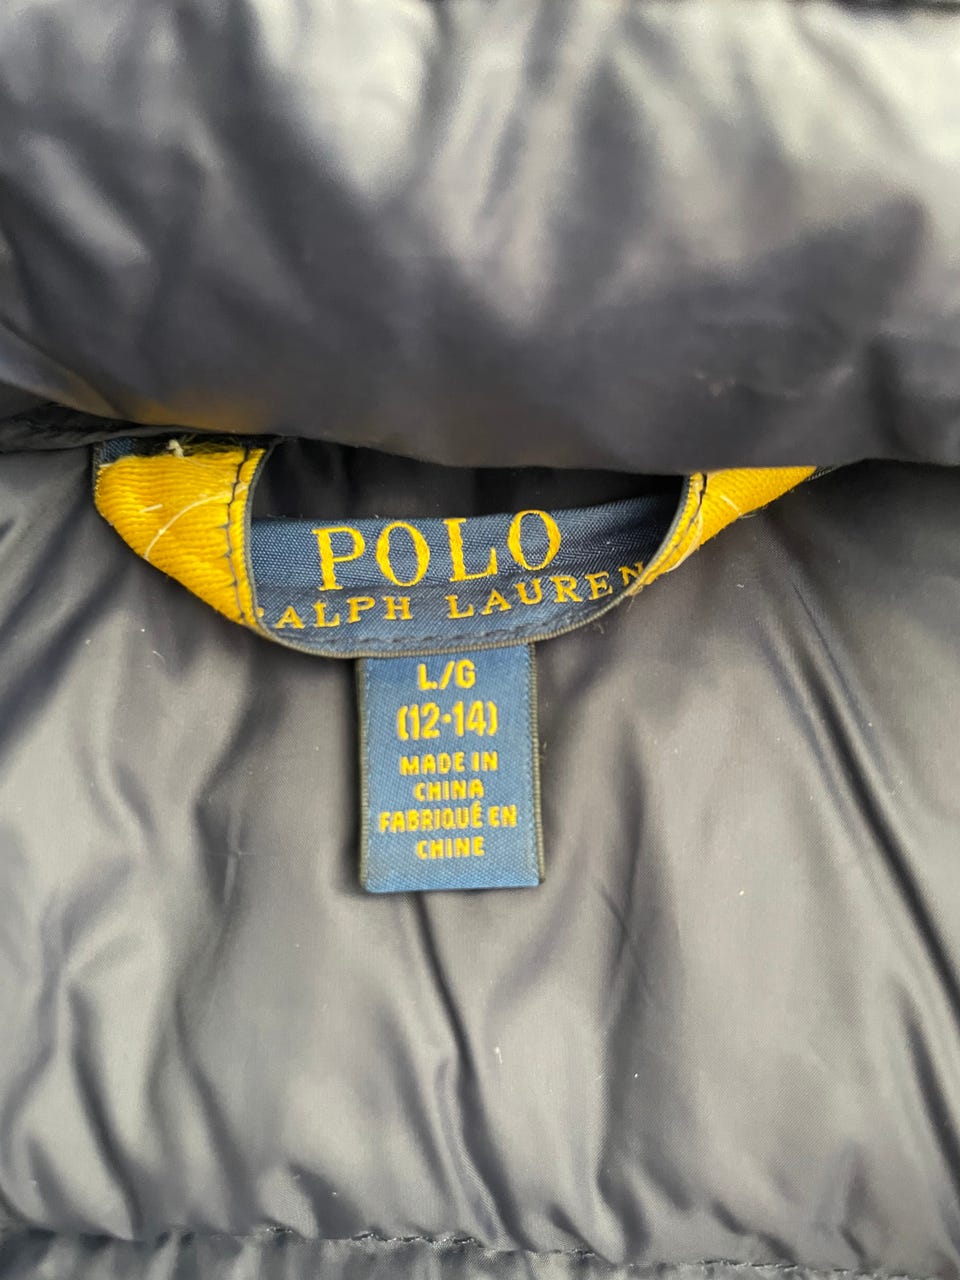 POLO
RALPH LAUREN
L/G
(12-14)
MADE IN
CHINA
FABRIQUÉ EN
CHINE